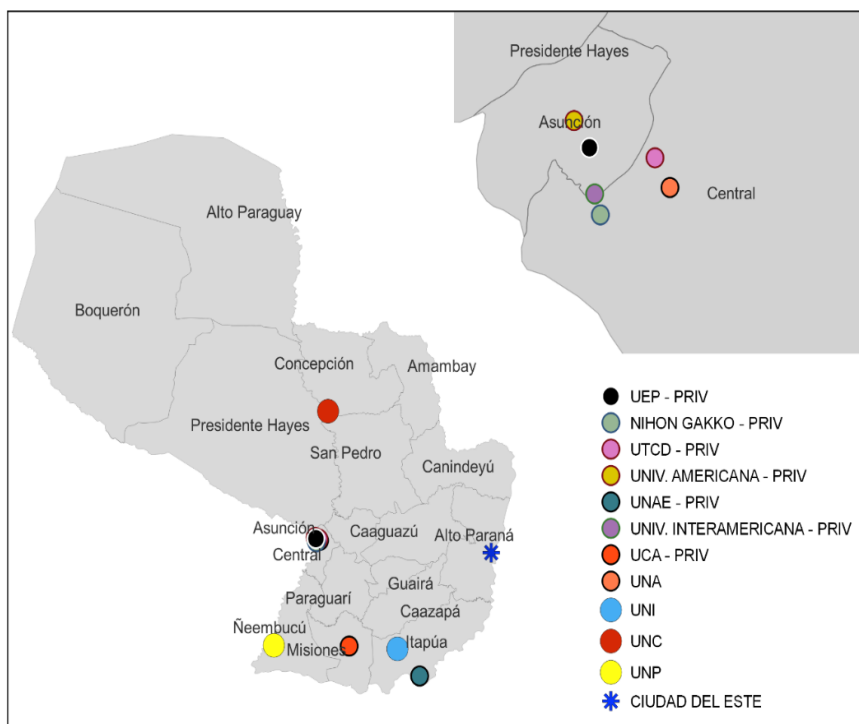 Presidente Hayes
Asunción
Central
Alto Paraguay
Boquerón
Concepción
Amambay
Presidente Hayes
San Pedro
Canindeyú
Asunción
Caaguazú
Alto Paraná
Central
Guairá
Paraguarí
Caazapá
Ñeembucú
Misiones
Itapúa
UEP - PRIV
NIHON GAKKO - PRIV
UTCD - PRIV
UNIV. AMERICANA - PRIV
UNAE - PRIV
UNIV. INTERAMERICANA - PRIV
UCA - PRIV
UNA
UNI
UNC
UNP
CIUDAD DEL ESTE